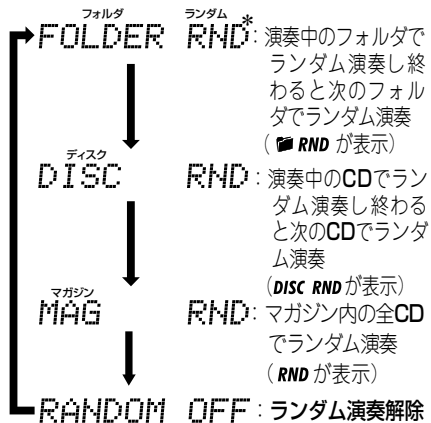 フォルダ ランダム
FOLDER RND*: 演奏中のフォルダで
ランダム演奏し終
わると次のフォル
ダでランダム演奏
( RND が表示)
ディスク
DISC RND: 演奏中のCDでラン
ダム演奏し終わる
と次のCDでランダ
ム演奏
(DISC RNDが表示)
マガジン
MAG RND: マガジン内の全CD
でランダム演奏
(RNDが表示)
RANDOM OFF: ランダム演奏解除